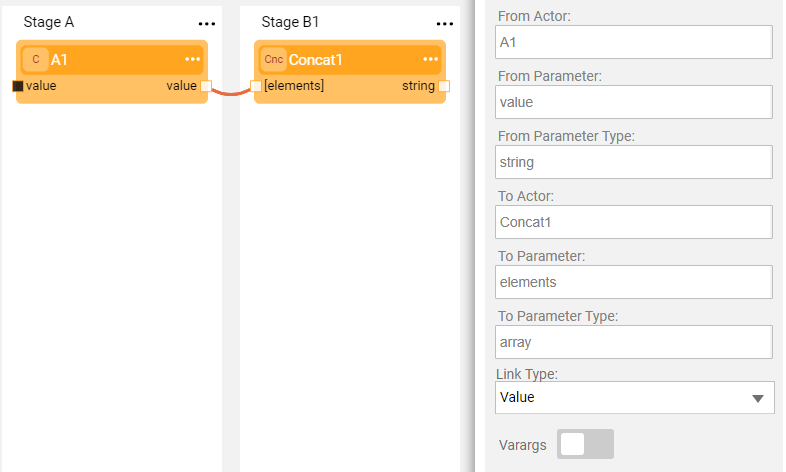 Stage A
Stage B1
C A1
Cnc Concat1
value value
[elements] string
From Actor:
A1
From Parameter:
value
From Parameter Type:
string
To Actor:
Concat1
To Parameter:
elements
To Parameter Type:
array
Link Type:
Value
Varargs